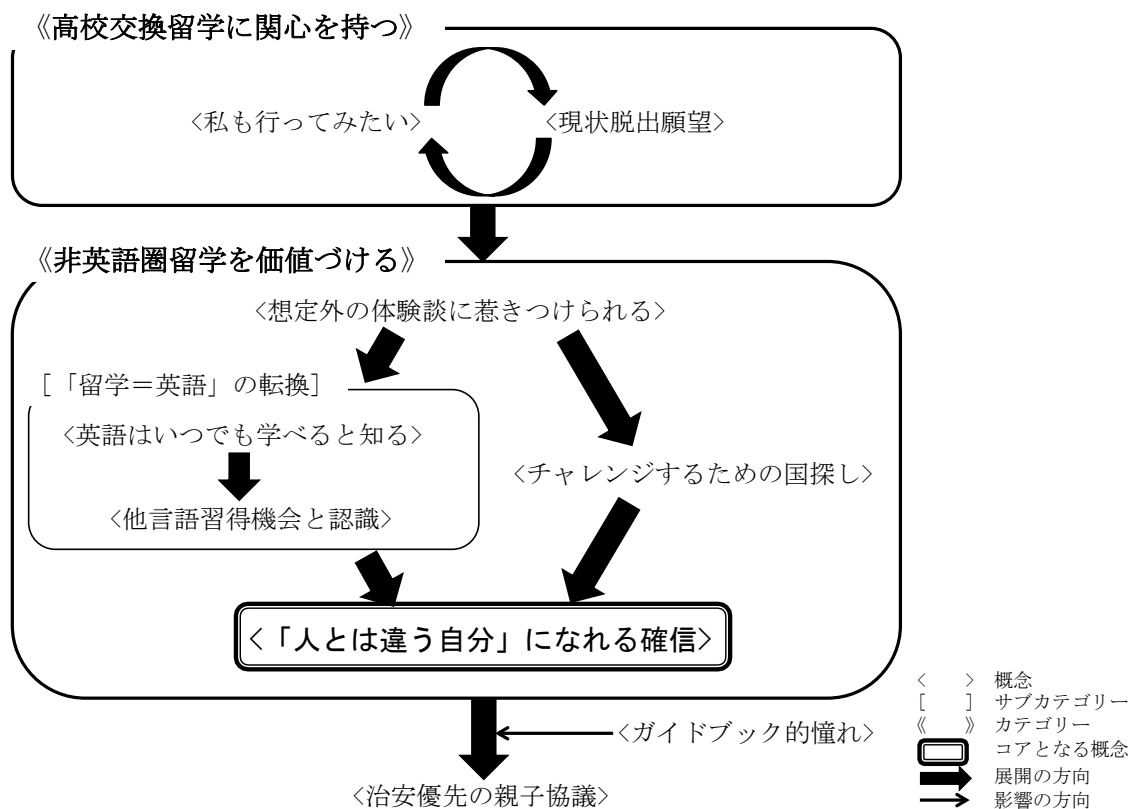 《高校交換留学に関心を持つ》
<私も行ってみたい>
<現状脱出願望>
《非英語圏留学を価値づける》
<想定外の体験談に惹きつけられる>
[「留学＝英語」の転換]
<英語はいつでも学べると知る>
<チャレンジするための国探し>
<他言語習得機会と認識>
<「人とは違う自分」になれる確信>
<ガイドブック的憧れ>
<治安優先の親子協議>
< > 概念
[ ] サブカテゴリー
《 》 カテゴリー
コアとなる概念
展開の方向
影響の方向